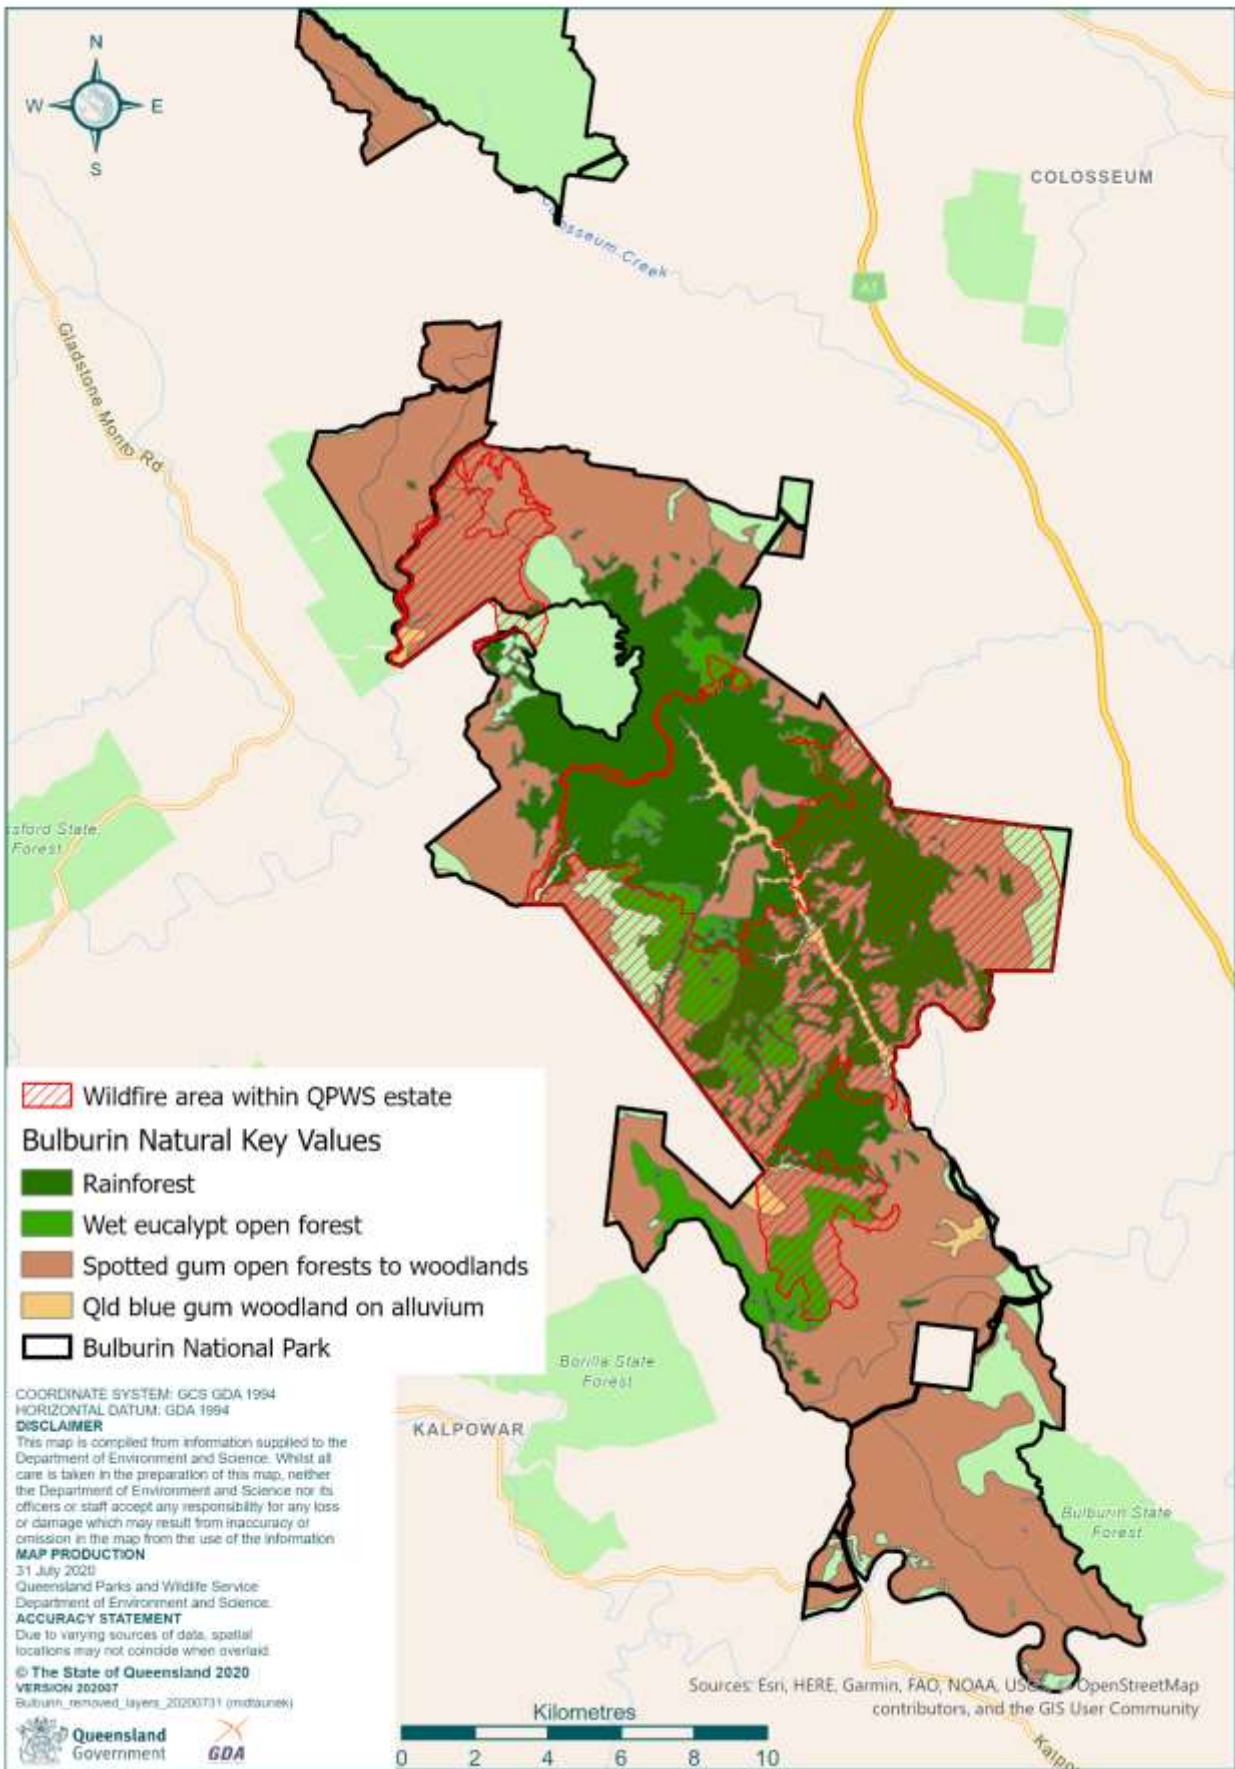 N
W
E
S
COLOSSEUM
Colosseum Creek
A1
Gladstone Monto Rd
Forest
State
Wildfire area within QPWS estate
Bulburin Natural Key Values
Rainforest
Wet eucalypt open forest
Spotted gum open forests to woodlands
Qld blue gum woodland on alluvium
Bulburin National Park
COORDINATE SYSTEM: GCS GDA 1994
HORIZONTAL DATUM: GDA 1994
DISCLAIMER
This map is compiled from information supplied to the
Department of Environment and Science. Whilst all
care is taken in the preparation of this map, neither
the Department of Environment and Science nor its
officers or staff accept any responsibility for any loss
or damage which may result from inaccuracy or
omission in the map from the use of the information
MAP PRODUCTION
31 July 2020
Queensland Parks and Wildlife Service
Department of Environment and Science.
ACCURACY STATEMENT
Due to varying sources of data, spatial
locations may not coincide when overlaid
© The State of Queensland 2020
VERSION 202007
Bulburin_removed_layers_20200731 (mdtaunek)
Queensland
Government
GDA
Borilla State
Forest
KALPOWAR
Bulburin State
Forest
Sources: Esri, HERE, Garmin, FAO, NOAA, OpenStreetMap
contributors, and the GIS User Community
Kilometres
0 2 4 6 8 10